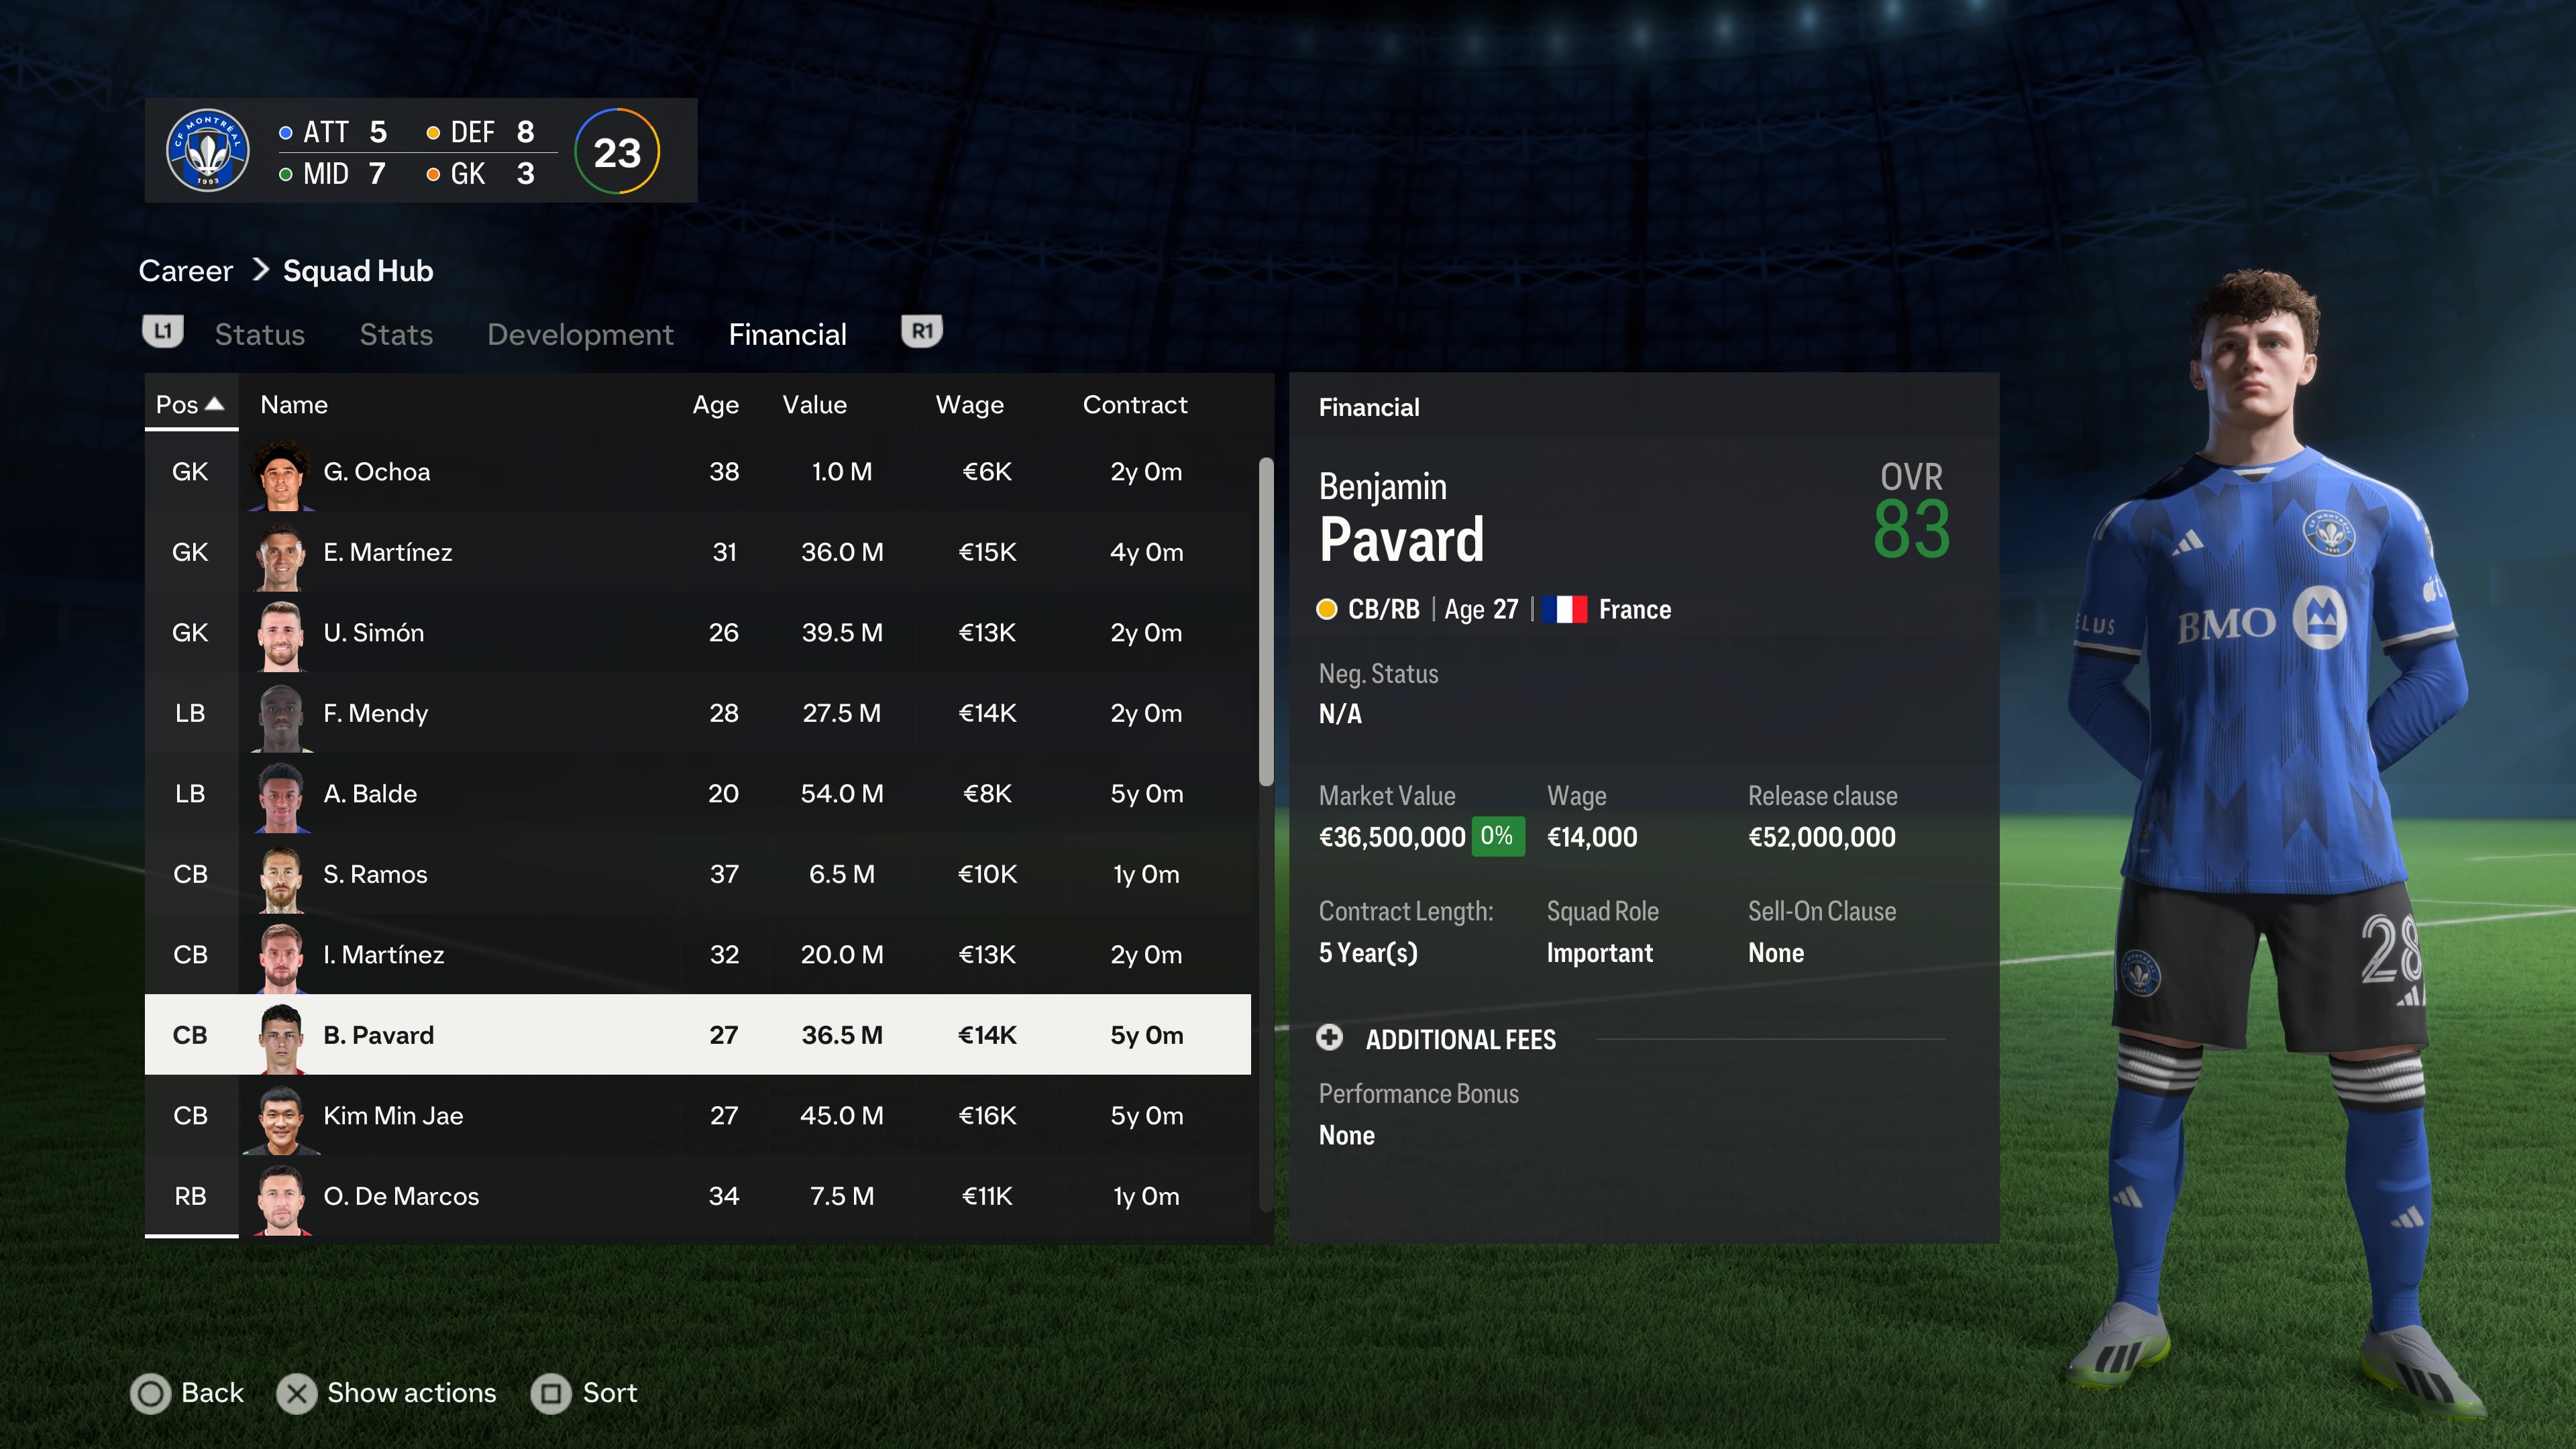 CF MONTRÉAL
1993
ATT 5 DEF 8
MID 7 GK 3
23
Career > Squad Hub
L1 Status Stats Development Financial R1
Pos Name Age Value Wage Contract
GK G. Ochoa 38 1.0 M €6K 2y 0m
GK E. Martínez 31 36.0 M €15K 4y 0m
GK U. Simón 26 39.5 M €13K 2y 0m
LB F. Mendy 28 27.5 M €14K 2y 0m
LB A. Balde 20 54.0 M €8K 5y 0m
CB S. Ramos 37 6.5 M €10K 1y 0m
CB I. Martínez 32 20.0 M €13K 2y 0m
CB B. Pavard 27 36.5 M €14K 5y 0m
CB Kim Min Jae 27 45.0 M €16K 5y 0m
RB O. De Marcos 34 7.5 M €11K 1y 0m
Financial
Benjamin
Pavard
OVR
83
CB/RB | Age 27 | France
Neg. Status
N/A
Market Value Wage Release clause
€36,500,000 0% €14,000 €52,000,000
Contract Length: Squad Role Sell-On Clause
5 Year(s) Important None
ADDITIONAL FEES
Performance Bonus
None
ELUS
BMO
28
Back Show actions Sort